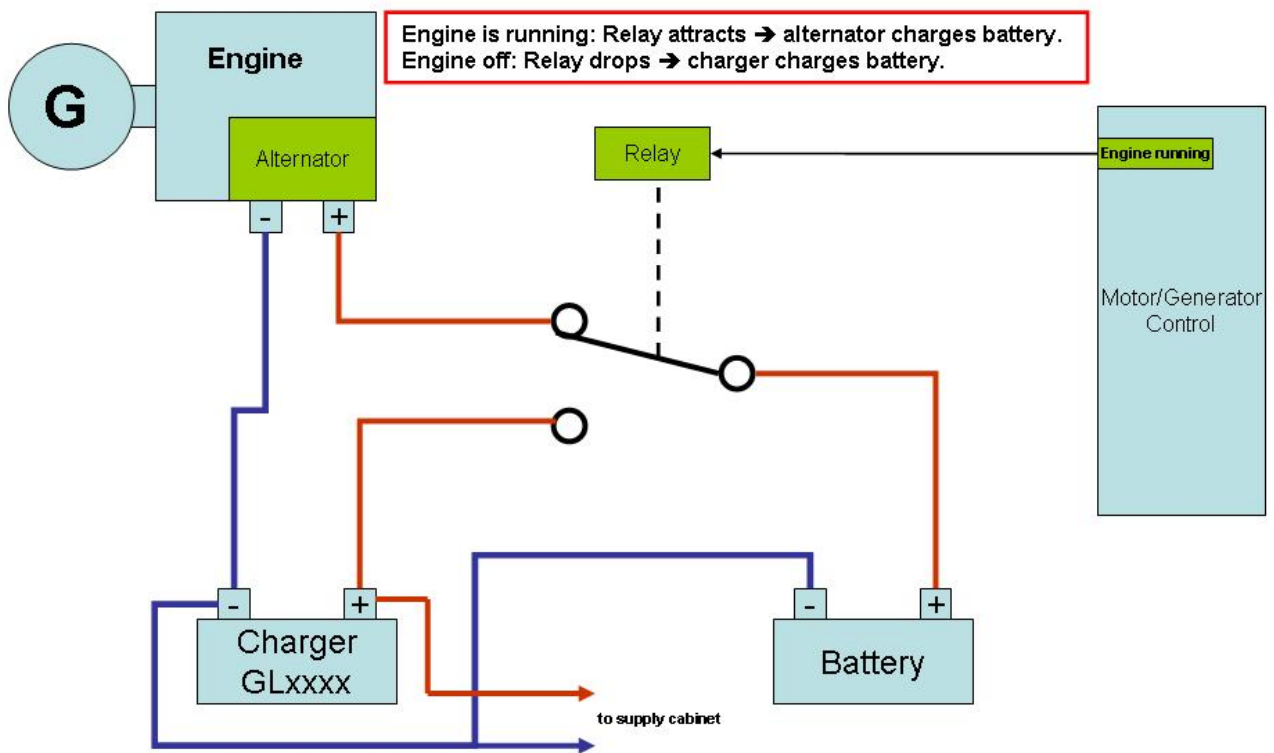 Engine is running: Relay attracts ➔ alternator charges battery.
Engine off: Relay drops ➔ charger charges battery.
Engine
G
Alternator
Relay
Engine running
- +
Motor/Generator
Control
- +
- +
Charger
GLxxxx
Battery
to supply cabinet